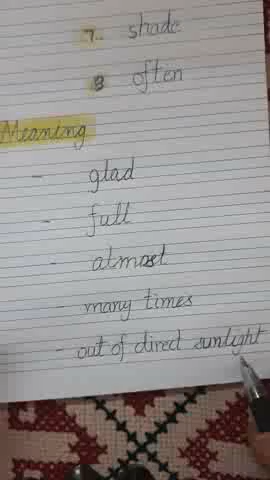 7. shade
8 often
Meaning
- glad
- full
- almost
- many times
- out of direct sunlight